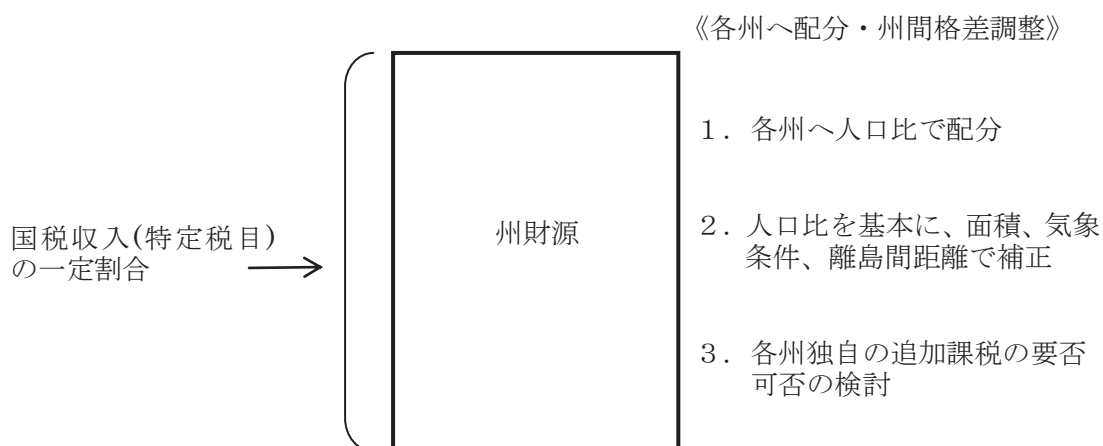 《各州へ配分・州間格差調整》
１．各州へ人口比で配分
国税収入(特定税目)
の一定割合
州財源
２．人口比を基本に、面積、気象
条件、離島間距離で補正
３．各州独自の追加課税の要否
可否の検討